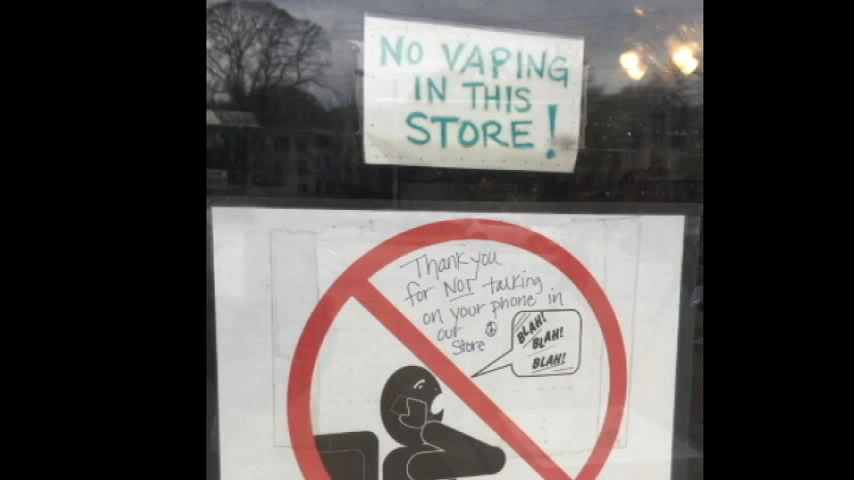 NO VAPING
IN THIS
STORE!
Thank you
for NOT talking
on your phone in
our
Store
BLAH!
BLAH!
BLAH!